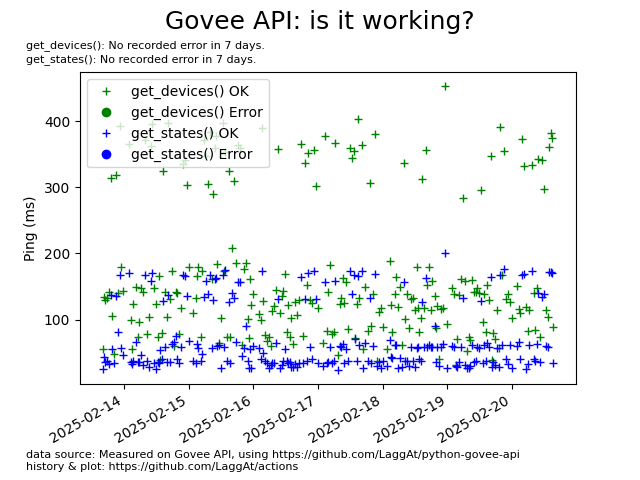 Govee API: is it working?
get_devices(): No recorded error in 7 days.
get_states(): No recorded error in 7 days.
get_devices() OK
get_devices() Error
get_states() OK
get_states() Error
Ping (ms)
400
300
200
100
2025-02-14
2025-02-15
2025-02-16
2025-02-17
2025-02-18
2025-02-19
2025-02-20
data source: Measured on Govee API, using https://github.com/LaggAt/python-govee-api
history & plot: https://github.com/LaggAt/actions